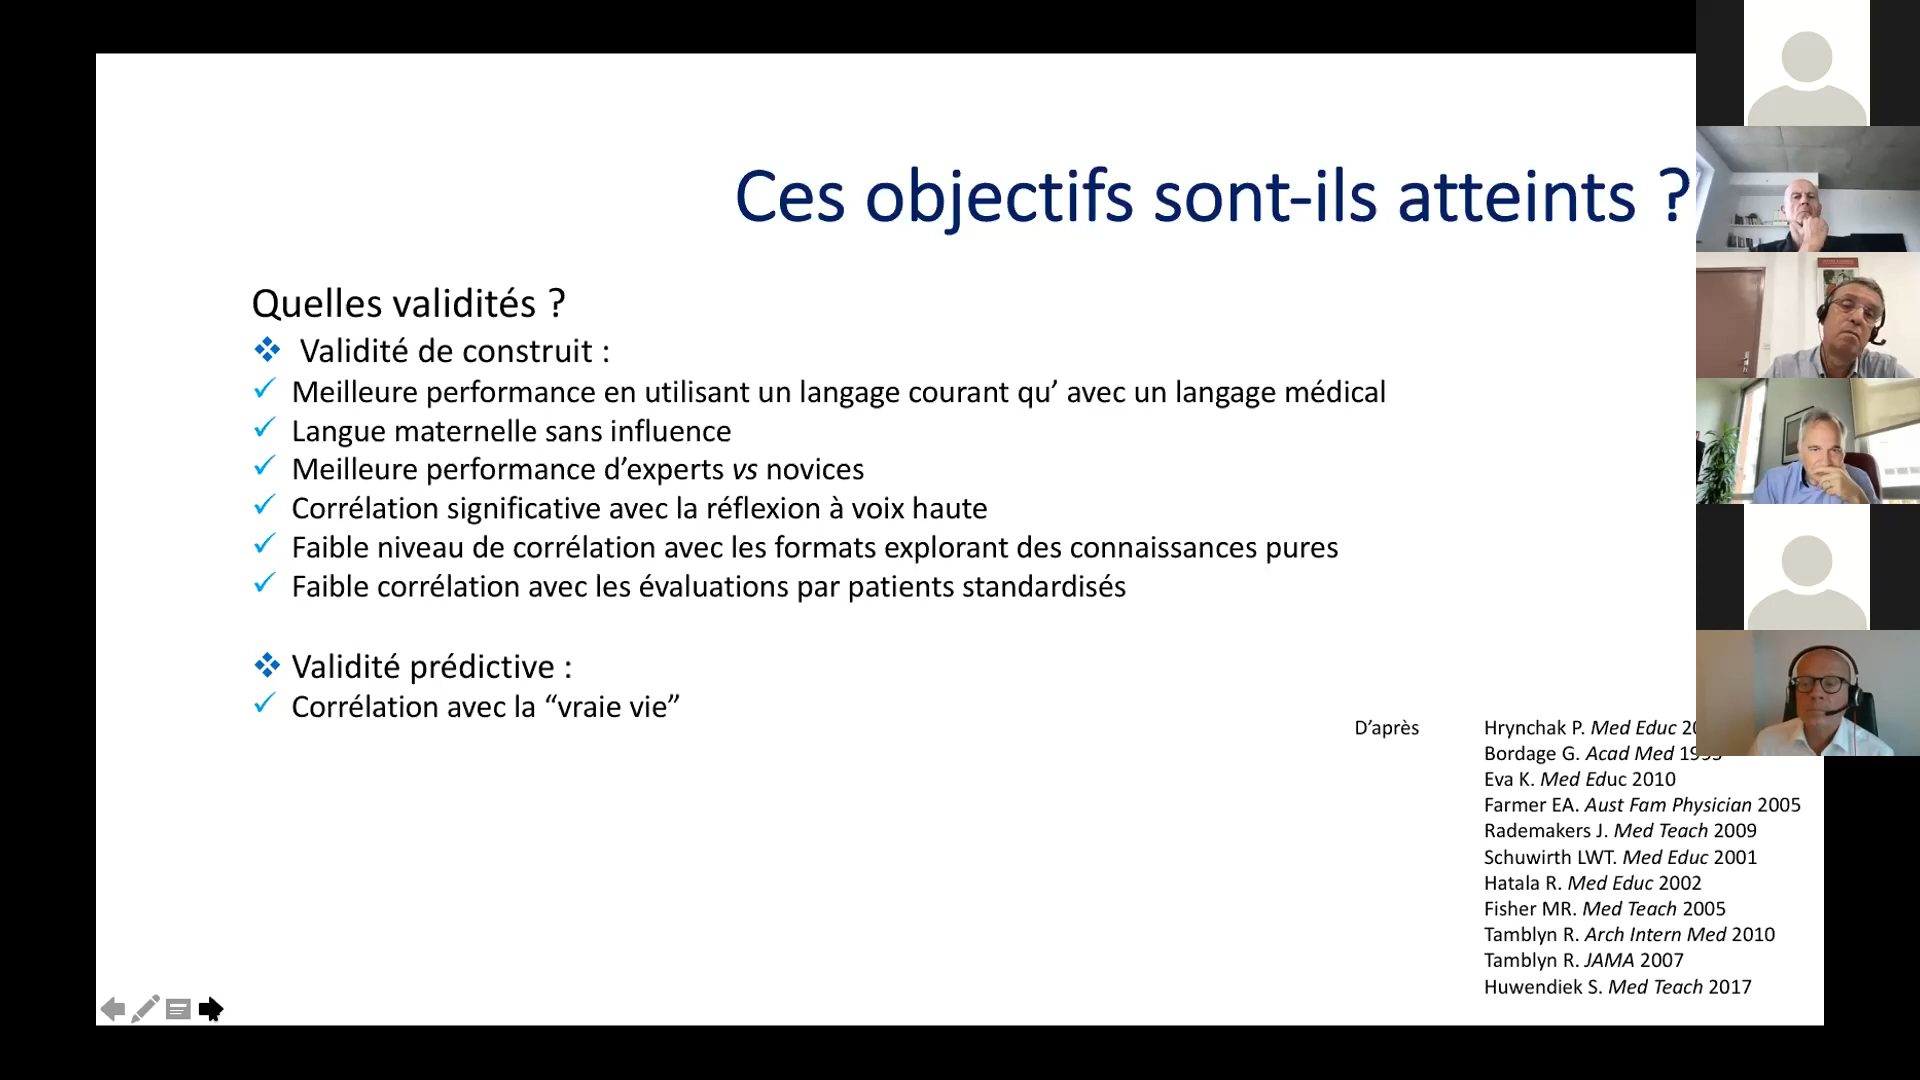 Ces objectifs sont-ils atteints ?
Quelles validités ?
Validité de construit :
Meilleure performance en utilisant un langage courant qu’ avec un langage médical
Langue maternelle sans influence
Meilleure performance d’experts vs novices
Corrélation significative avec la réflexion à voix haute
Faible niveau de corrélation avec les formats explorant des connaissances pures
Faible corrélation avec les évaluations par patients standardisés
Validité prédictive :
Corrélation avec la “vraie vie”
D’après Hrynchak P. Med Educ
Bordage G. Acad Med
Eva K. Med Educ 2010
Farmer EA. Aust Fam Physician 2005
Rademakers J. Med Teach 2009
Schuwirth LWT. Med Educ 2001
Hatala R. Med Educ 2002
Fisher MR. Med Teach 2005
Tamblyn R. Arch Intern Med 2010
Tamblyn R. JAMA 2007
Huwendiek S. Med Teach 2017